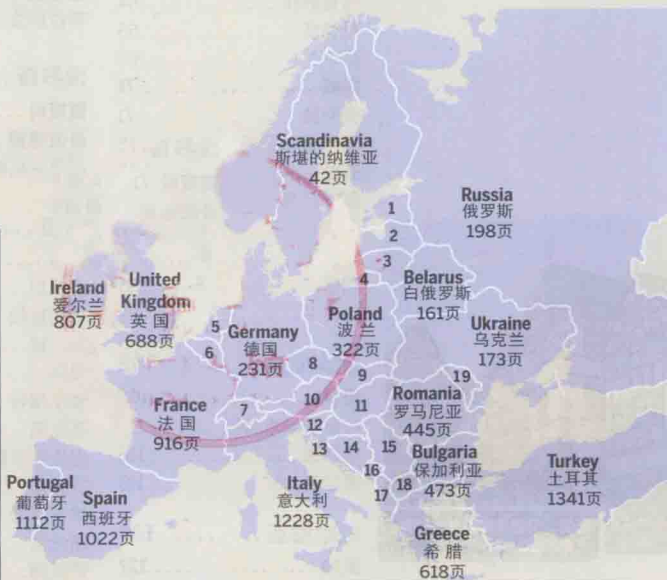 Scandinavia
斯堪的纳维亚
42页
Russia
俄罗斯
198页
1
2
3
4
Ireland
爱尔兰
807页
United
Kingdom
英 国
688页
Belarus
白俄罗斯
161页
5
6
Germany
德国
231页
Poland
波 兰
322页
Ukraine
乌克兰
173页
8
9
19
7
10
11
France
法 国
916页
Romania
罗马尼亚
445页
12
13
14
15
16
17
18
Bulgaria
保加利亚
473页
Portugal
葡萄牙
1112页
Spain
西班牙
1022页
Italy
意大利
1228页
Turkey
土耳其
1341页
Greece
希 腊
618页